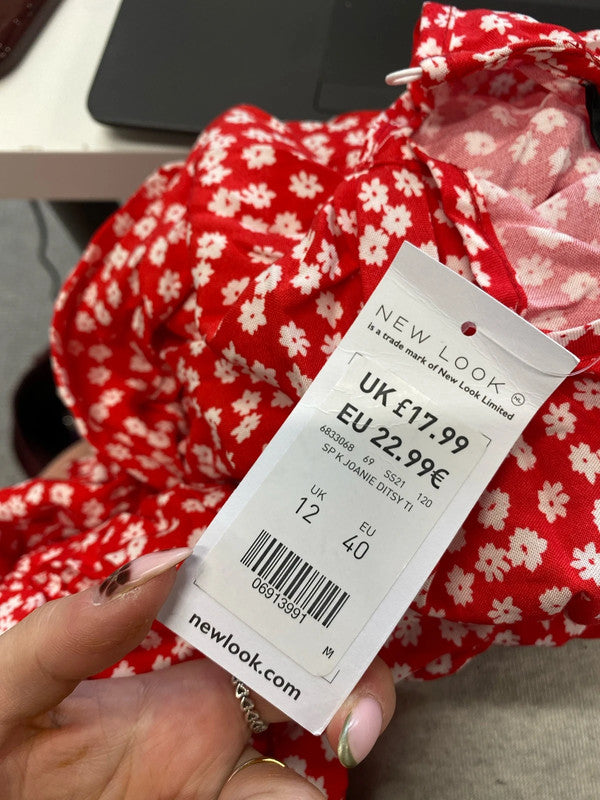 NEW LOOK
NL
is a trade mark of New Look Limited
UK £17.99
EU 22.99€
6833068 69 SS21 120
SP K JOANIE DITSY TI
UK EU
12 40
06913991
M
newlook.com